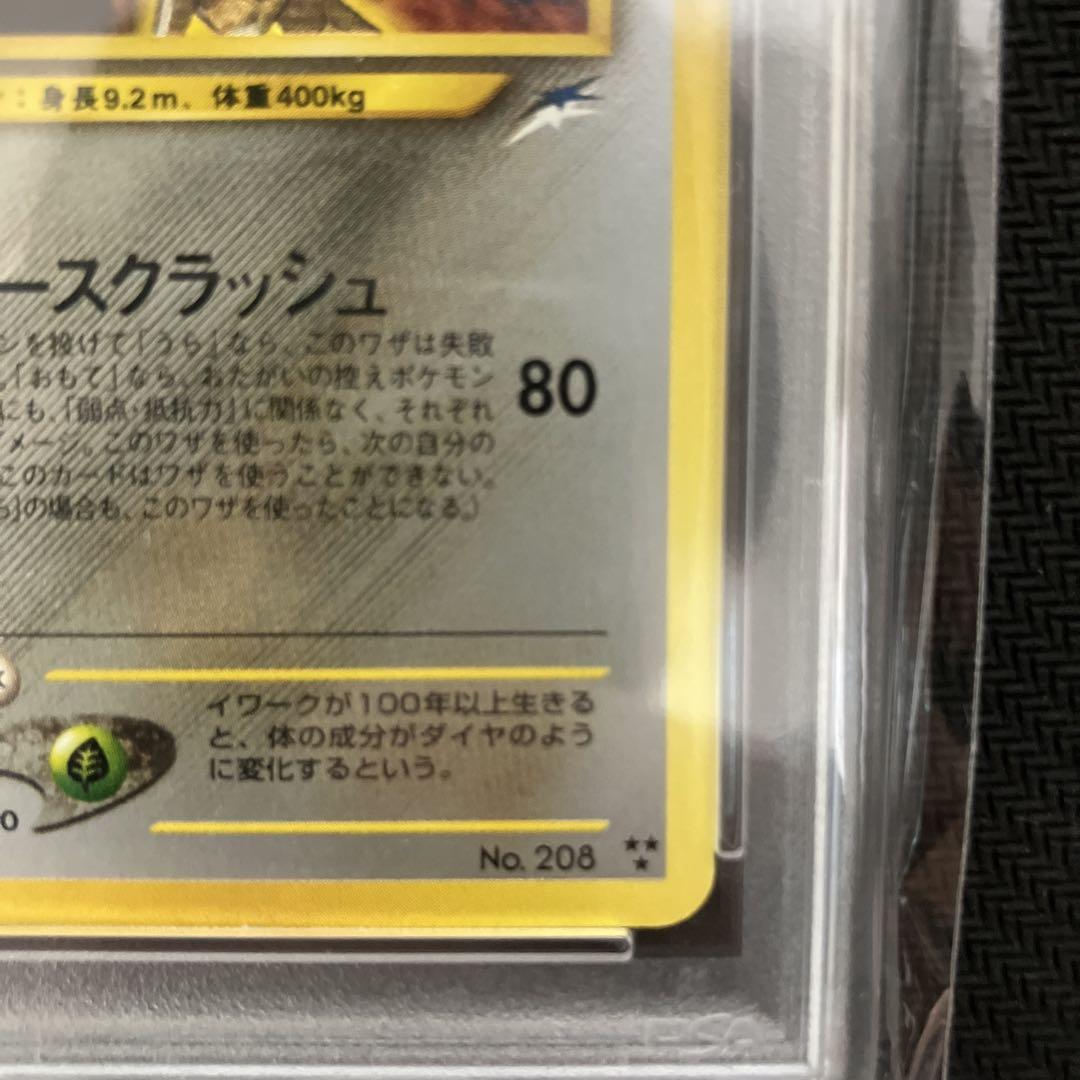 ：身長9.2m、体重400kg
ースクラッシュ
ンを投げて「うら」なら、このワザは失敗
。「おもて」なら、おたがいの控えポケモン
にも、「弱点・抵抗力」に関係なく、それぞれ
ダメージ。このワザを使ったら、次の自分の
このカードはワザを使うことができない。
ら」の場合も、このワザを使ったことになる。）
80
イワークが100年以上生きる
と、体の成分がダイヤのよう
に変化するという。
No. 208 ★★★